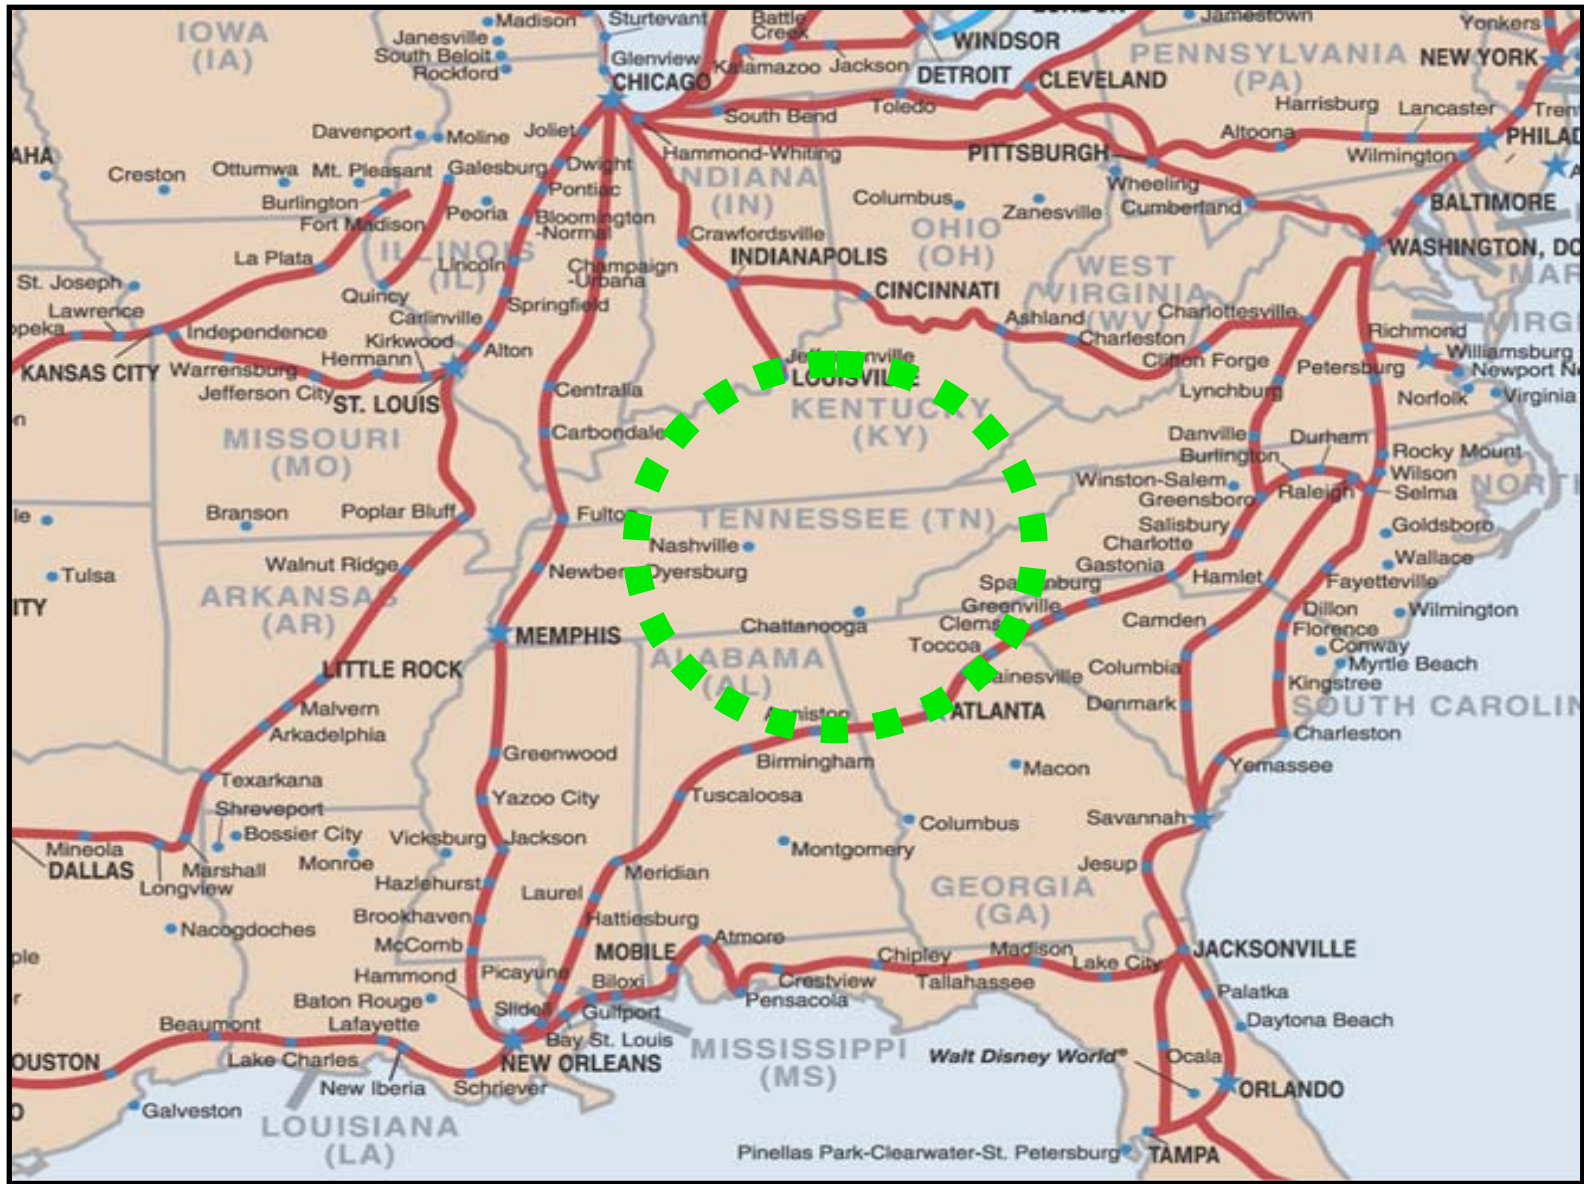 IOWA
(IA)
Madison
Janesville
South Beloit
Rockford
Sturtevant
Glenview
CHICAGO
Battle
Creek
Kalamazoo
Jackson
WINDSOR
DETROIT
Jamestown
PENNSYLVANIA
(PA)
Yonkers
NEW YORK
CLEVELAND
Toledo
South Bend
Harrisburg
Lancaster
Altoona
Wilmington
PITTSBURGH
Hammond-Whiting
Davenport
Moline
Joliet
Creston
Ottumwa
Mt. Pleasant
Galesburg
Dwight
Burlington
Pontiac
Fort Madison
Peoria
Bloomington
-Normal
ILLINOIS
(IL)
INDIANA
(IN)
Columbus
Zanesville
Wheeling
Cumberland
BALTIMORE
WASHINGTON, DC
OHIO
(OH)
WEST
VIRGINIA
(WV)
Crawfordsville
INDIANAPOLIS
CINCINNATI
La Plata
Lincoln
Champaign
-Urbana
St. Joseph
Lawrence
Quincy
Springfield
Carlinville
Independence
Kirkwood
Hermann
Alton
KANSAS CITY
Warrensburg
Jefferson City
ST. LOUIS
MISSOURI
(MO)
Centralia
Carbondale
LOUISVILLE
KENTUCKY
(KY)
Ashland
Charleston
Charlottesville
Clifton Forge
Lynchburg
Richmond
Williamsburg
Petersburg
Norfolk
Virginia
Danville
Durham
Burlington
Winston-Salem
Greensboro
Raleigh
Rocky Mount
Wilson
Selma
Salisbury
Goldsboro
Charlotte
Gastonia
Hamlet
Wallace
Fayetteville
Wilmington
Branson
Poplar Bluff
Fulton
TENNESSEE (TN)
Nashville
Tulsa
Walnut Ridge
ARKANSAS
(AR)
MEMPHIS
Chattanooga
ALABAMA
(AL)
Greenville
Toccoa
Camden
Dillon
Florence
Conway
Myrtle Beach
Columbia
Kingstree
Denmark
LITTLE ROCK
Malvern
Arkadelphia
ATLANTA
Greenwood
Birmingham
Macon
Charleston
Yemassee
Texarkana
Shreveport
Yazoo City
Tuscaloosa
Bossier City
Vicksburg
Jackson
Columbus
Savannah
Mineola
DALLAS
Marshall
Longview
Monroe
Montgomery
Meridian
Jesup
Hazlehurst
Laurel
GEORGIA
(GA)
Brookhaven
Hattiesburg
Nacogdoches
McComb
MOBILE
Atmore
Chipley
Madison
JACKSONVILLE
Lake City
Hammond
Picayune
Biloxi
Crestview
Tallahassee
Pensacola
Palatka
Baton Rouge
Slidell
Gulfport
Daytona Beach
Beaumont
Lafayette
Bay St. Louis
MISSISSIPPI
(MS)
Walt Disney World®
Ocala
Lake Charles
NEW ORLEANS
New Iberia
Schriever
ORLANDO
Galveston
LOUISIANA
(LA)
Pinellas Park-Clearwater-St. Petersburg
TAMPA